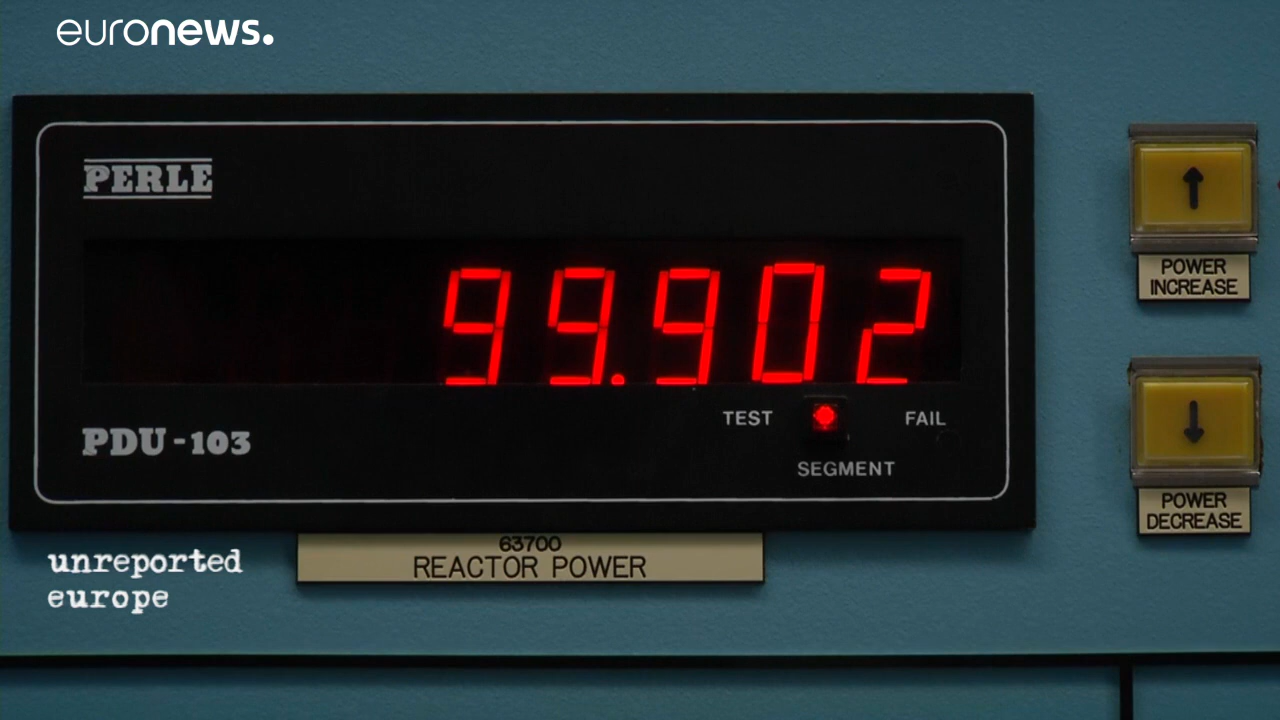 euronews.
PERLE
99.902
TEST
FAIL
SEGMENT
PDU-103
63700
REACTOR POWER
POWER
INCREASE
POWER
DECREASE
unreported
europe